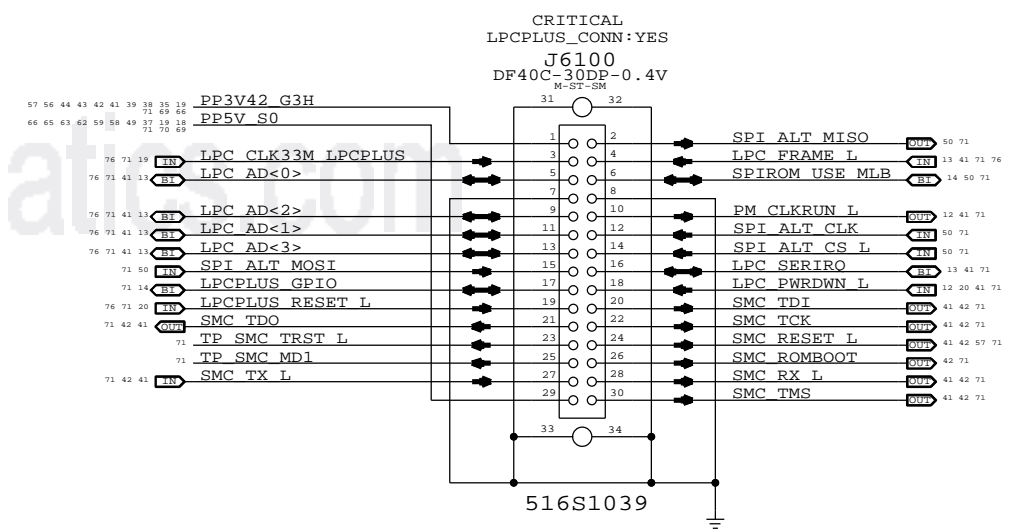 CRITICAL
LPCPLUS_CONN:YES
J6100
DF40C-30DP-0.4V
M-ST-SM
31 32
57 56 44 43 42 41 39 38 35 19 PP3V42_G3H
71 69 66
66 65 63 62 59 58 49 37 19 18 PP5V_S0
71 70 69
1 2 SPI_ALT_MISO OUT 50 71
76 71 19 IN LPC_CLK33M_LPCPLUS 3 4 LPC_FRAME_L IN 13 41 71 76
76 71 41 13 BI LPC_AD<0> 5 6 SPIROM_USE_MLB BI 14 50 71
7 8
76 71 41 13 BI LPC_AD<2> 9 10 PM_CLKRUN_L OUT 12 41 71
76 71 41 13 BI LPC_AD<1> 11 12 SPI_ALT_CLK IN 50 71
76 71 41 13 BI LPC_AD<3> 13 14 SPI_ALT_CS_L IN 50 71
71 50 IN SPI_ALT_MOSI 15 16 LPC_SERIRQ BI 13 41 71
71 14 BI LPCPLUS_GPIO 17 18 LPC_PWRDWN_L IN 12 20 41 71
76 71 20 IN LPCPLUS_RESET_L 19 20 SMC_TDI OUT 41 42 71
71 42 41 OUT SMC_TDO 21 22 SMC_TCK OUT 41 42 71
71 TP_SMC_TRST_L 23 24 SMC_RESET_L OUT 41 42 57 71
71 TP_SMC_MD1 25 26 SMC_ROMBOOT OUT 42 71
71 42 41 IN SMC_TX_L 27 28 SMC_RX_L OUT 41 42 71
29 30 SMC_TMS OUT 41 42 71
33 34
516S1039
atics.com